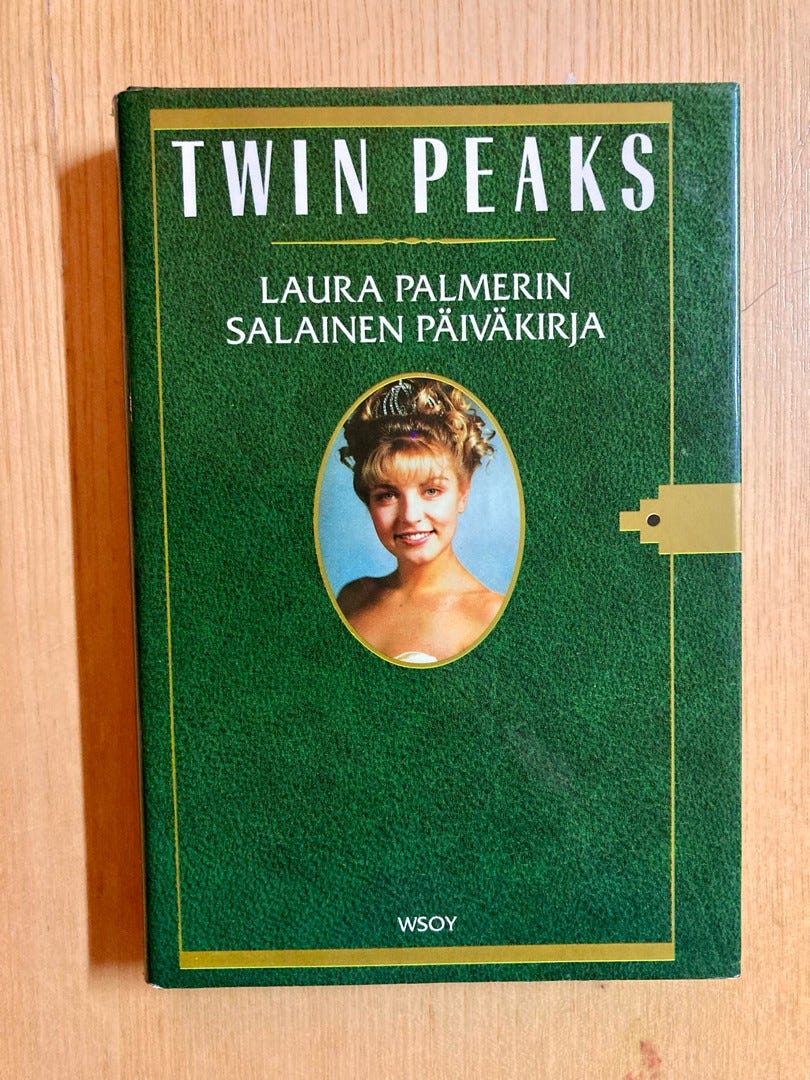 TWIN PEAKS
LAURA PALMERIN
SALAINEN PÄIVÄKIRJA
WSOY